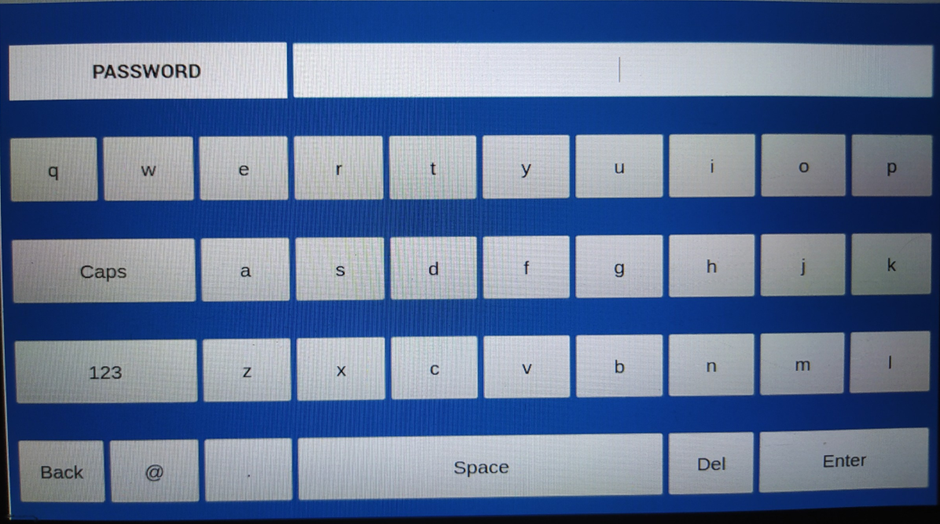 PASSWORD
q w e r t y u i o p
Caps a s d f g h j k
123 z x c v b n m l
Back @ . Space Del Enter